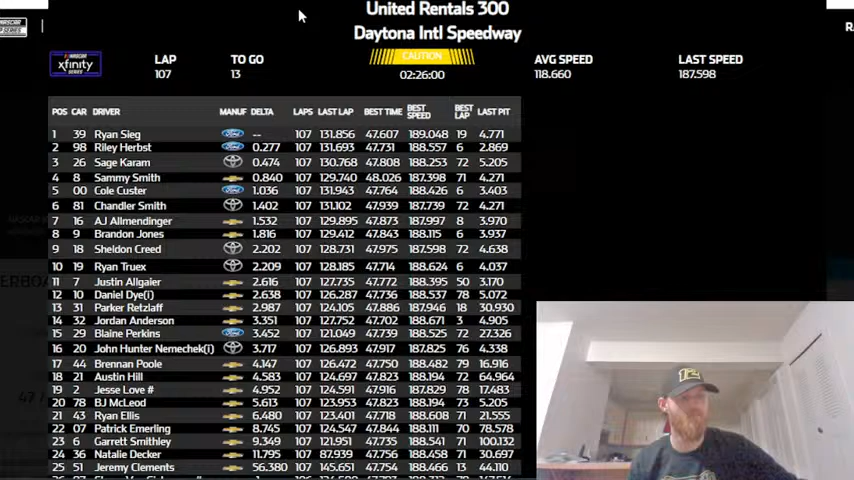 United Rentals 300
Daytona Intl Speedway
NASCAR
xfinity
SERIES
LAP
107
TO GO
13
CAUTION
02:26:00
AVG SPEED
118.660
LAST SPEED
187.598
POS CAR DRIVER MANUF DELTA LAPS LAST LAP BEST TIME BEST SPEED BEST LAP LAST PIT
1 39 Ryan Sieg Ford -- 107 131.856 47.607 189.048 19 4.771
2 98 Riley Herbst Ford 0.277 107 131.693 47.731 188.557 6 2.869
3 26 Sage Karam 0.474 107 130.768 47.808 188.253 72 5.205
4 8 Sammy Smith 0.840 107 129.740 48.026 187.398 71 4.271
5 00 Cole Custer Ford 1.036 107 131.943 47.764 188.426 6 3.403
6 81 Chandler Smith 1.402 107 131.102 47.939 187.739 72 4.271
7 16 AJ Allmendinger 1.532 107 129.895 47.873 187.997 8 3.970
8 9 Brandon Jones 1.816 107 129.412 47.843 188.115 6 3.937
9 18 Sheldon Creed 2.202 107 128.731 47.975 187.598 72 4.638
10 19 Ryan Truex 2.209 107 128.185 47.714 188.624 6 4.037
11 7 Justin Allgaier 2.616 107 127.735 47.772 188.395 50 3.170
12 10 Daniel Dye(i) 2.638 107 126.287 47.736 188.537 78 5.072
13 31 Parker Retzlaff 2.987 107 124.105 47.886 187.946 18 30.930
14 32 Jordan Anderson 3.351 107 127.752 47.702 188.671 3 4.905
15 29 Blaine Perkins Ford 3.452 107 121.049 47.739 188.525 72 27.326
16 20 John Hunter Nemechek(i) 3.717 107 126.893 47.917 187.825 76 4.338
17 44 Brennan Poole 4.147 107 126.472 47.750 188.482 79 16.916
18 21 Austin Hill 4.583 107 124.697 47.823 188.194 72 64.964
19 2 Jesse Love # 4.952 107 124.591 47.916 187.829 78 17.483
20 78 BJ McLeod 5.613 107 123.953 47.823 188.194 73 5.205
21 43 Ryan Ellis 6.480 107 123.401 47.718 188.608 71 21.555
22 07 Patrick Emerling 8.745 107 124.547 47.844 188.111 70 78.578
23 6 Garrett Smithley 9.349 107 121.951 47.735 188.541 71 100.132
24 36 Natalie Decker 11.795 107 87.939 47.756 188.458 71 30.697
25 51 Jeremy Clements 56.380 107 145.651 47.754 188.466 13 44.110